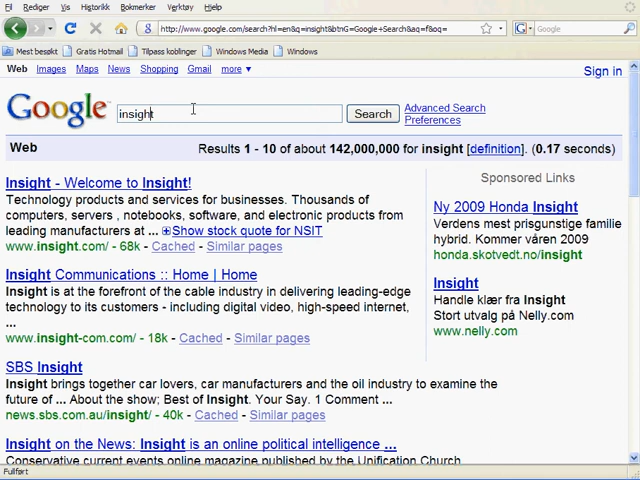 Fil Rediger Vis Historikk Bokmerker Verktøy Hjelp
http://www.google.com/search?hl=en&q=insight&btnG=Google+Search&aq=f&oq=
Google
Mest besøkt Gratis Hotmail Tilpass koblinger Windows Media Windows
Web Images Maps News Shopping Gmail more ▼
Sign in
Google
insight
Search
Advanced Search
Preferences
Web Results 1 - 10 of about 142,000,000 for insight [definition]. (0.17 seconds)
Insight - Welcome to Insight!
Technology products and services for businesses. Thousands of
computers, servers , notebooks, software, and electronic products from
leading manufacturers at ... Show stock quote for NSIT
www.insight.com/ - 68k - Cached - Similar pages
Insight Communications :: Home | Home
Insight is at the forefront of the cable industry in delivering leading-edge
technology to its customers - including digital video, high-speed internet,
...
www.insight-com.com/ - 18k - Cached - Similar pages
SBS Insight
Insight brings together car lovers, car manufacturers and the oil industry to examine the
future of ... About the show; Best of Insight. Your Say. 1 Comment ...
news.sbs.com.au/insight/ - 40k - Cached - Similar pages
Insight on the News: Insight is an online political intelligence ...
Conservative current events online magazine published by the Unification Church
Sponsored Links
Ny 2009 Honda Insight
Verdens mest prisgunstige familie
hybrid. Kommer våren 2009
honda.skotvedt.no/insight
Insight
Handle klær fra Insight
Stort utvalg på Nelly.com
www.nelly.com
Fullført